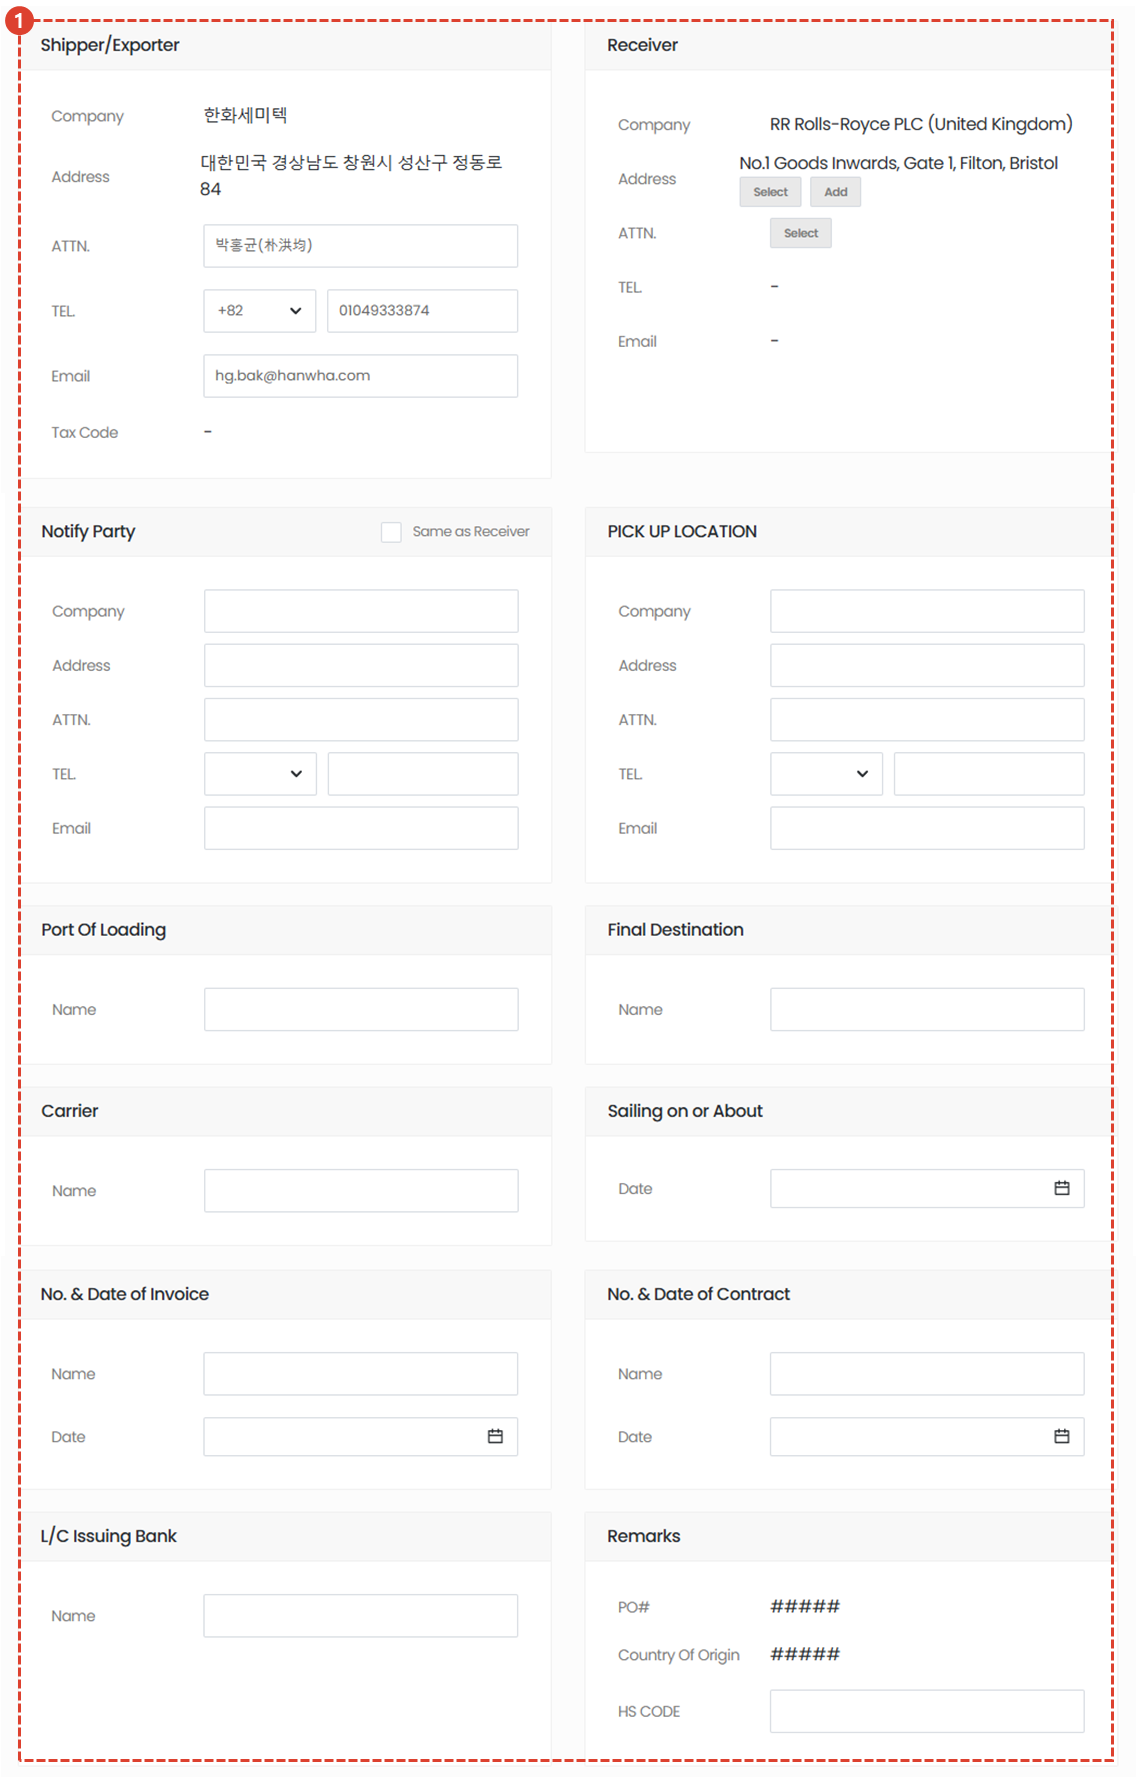 1
Shipper/Exporter
Company
한화세미텍
Address
대한민국 경상남도 창원시 성산구 정동로
84
ATTN.
박홍균(朴洪均)
TEL.
+82
01049333874
Email
hg.bak@hanwha.com
Tax Code
-
Receiver
Company
RR Rolls-Royce PLC (United Kingdom)
Address
No.1 Goods Inwards, Gate 1, Filton, Bristol
Select
Add
ATTN.
Select
TEL.
-
Email
-
Notify Party
Same as Receiver
Company
Address
ATTN.
TEL.
Email
PICK UP LOCATION
Company
Address
ATTN.
TEL.
Email
Port Of Loading
Name
Final Destination
Name
Carrier
Name
Sailing on or About
Date
No. & Date of Invoice
Name
Date
No. & Date of Contract
Name
Date
L/C Issuing Bank
Name
Remarks
PO#
#####
Country Of Origin
#####
HS CODE